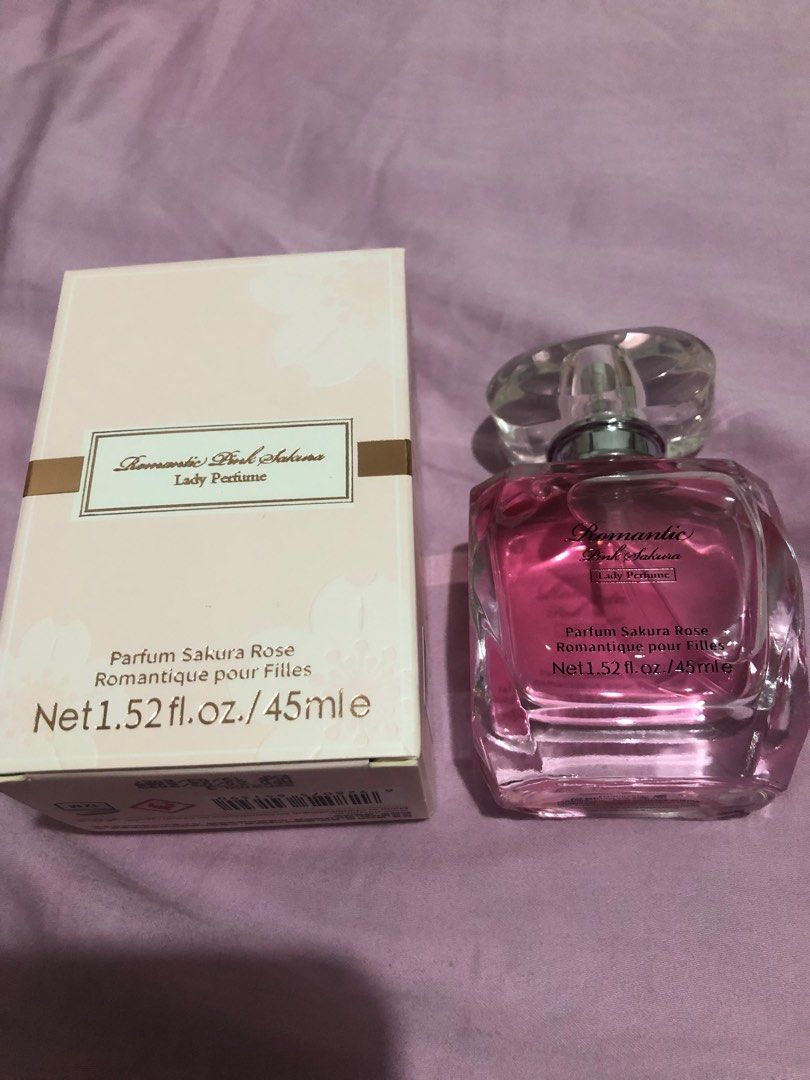 Romantic Pink Sakura
Lady Perfume
Parfum Sakura Rose
Romantique pour Filles
Net1.52fl.oz./45ml℮
Romantic
Pink Sakura
Lady Perfume
Parfum Sakura Rose
Romantique pour Filles
Net1.52fl.oz./45ml℮